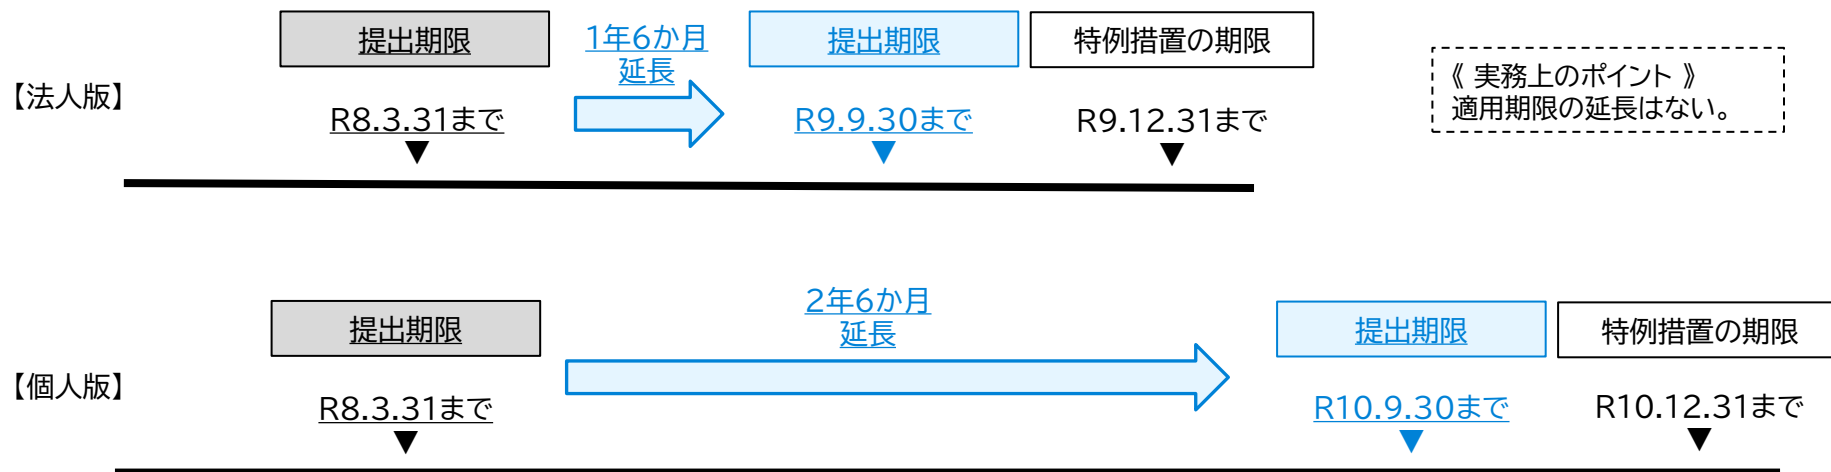 【法人版】
提出期限
R8.3.31まで
1年6か月
延長
提出期限
R9.9.30まで
特例措置の期限
R9.12.31まで
《 実務上のポイント 》
適用期限の延長はない。
【個人版】
提出期限
R8.3.31まで
2年6か月
延長
提出期限
R10.9.30まで
特例措置の期限
R10.12.31まで